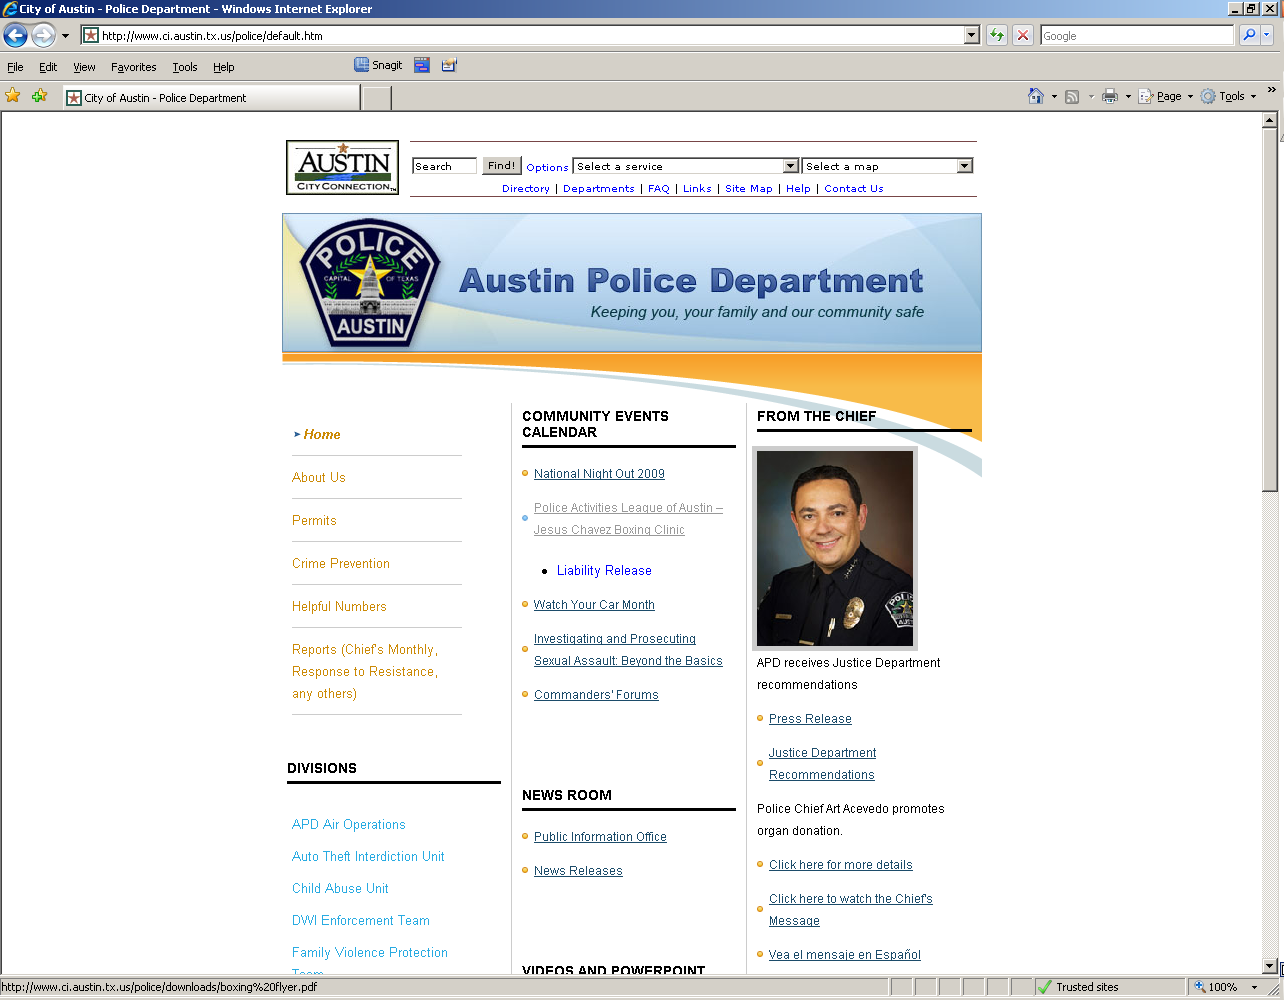 City of Austin - Police Department - Windows Internet Explorer
http://www.ci.austin.tx.us/police/default.htm
Google
File Edit View Favorites Tools Help
Snagit
City of Austin - Police Department
Page Tools
AUSTIN
CITY CONNECTION
TM
Search Find! Options Select a service Select a map
Directory | Departments | FAQ | Links | Site Map | Help | Contact Us
POLICE
CAPITAL OF TEXAS
AUSTIN
Austin Police Department
Keeping you, your family and our community safe
Home
About Us
Permits
Crime Prevention
Helpful Numbers
Reports (Chief's Monthly,
Response to Resistance,
any others)
DIVISIONS
APD Air Operations
Auto Theft Interdiction Unit
Child Abuse Unit
DWI Enforcement Team
Family Violence Protection
Team
COMMUNITY EVENTS
CALENDAR
National Night Out 2009
Police Activities League of Austin –
Jesus Chavez Boxing Clinic
Liability Release
Watch Your Car Month
Investigating and Prosecuting
Sexual Assault: Beyond the Basics
Commanders' Forums
NEWS ROOM
Public Information Office
News Releases
VIDEOS AND POWERPOINT
FROM THE CHIEF
POLICE
AUSTIN
APD receives Justice Department
recommendations
Press Release
Justice Department
Recommendations
Police Chief Art Acevedo promotes
organ donation.
Click here for more details
Click here to watch the Chief's
Message
Vea el mensaje en Español
http://www.ci.austin.tx.us/police/downloads/boxing%20flyer.pdf
Trusted sites
100%